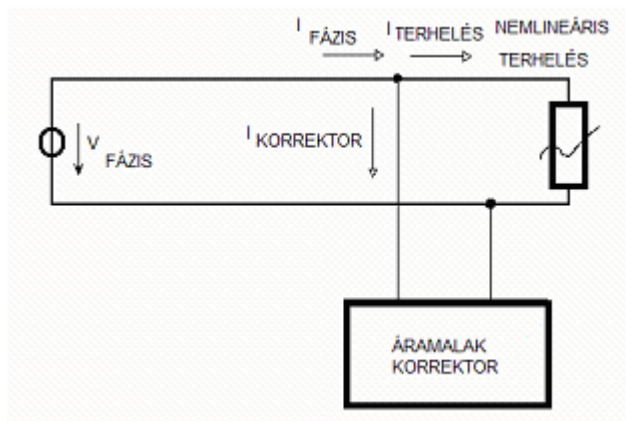 I FÁZIS
I TERHELÉS
NEMLINEÁRIS
TERHELÉS
V FÁZIS
I KORREKTOR
ÁRAMALAK
KORREKTOR